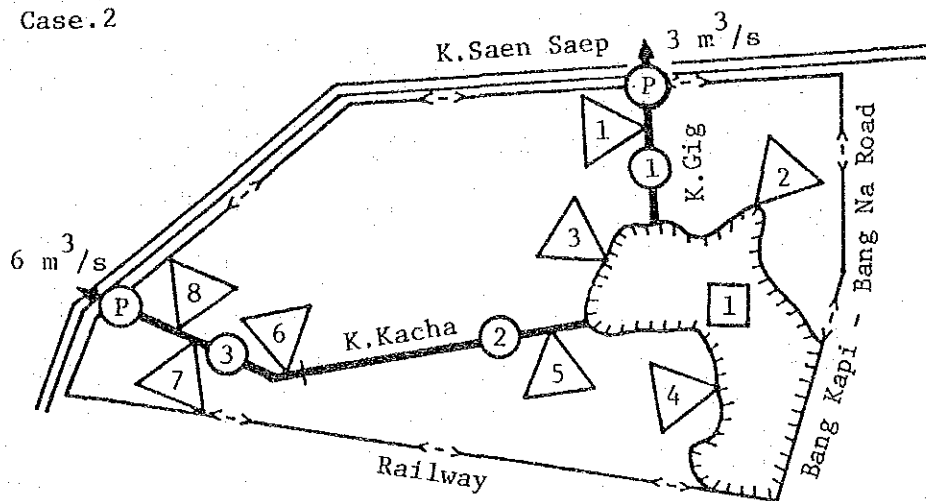 Case.2
K.Saen Saep
3 m³/s
P
1
K.Gig
1
2
3
Bang Kapi - Bang Na Road
6 m³/s
P
8
3
6
K.Kacha
2
1
7
5
4
Railway